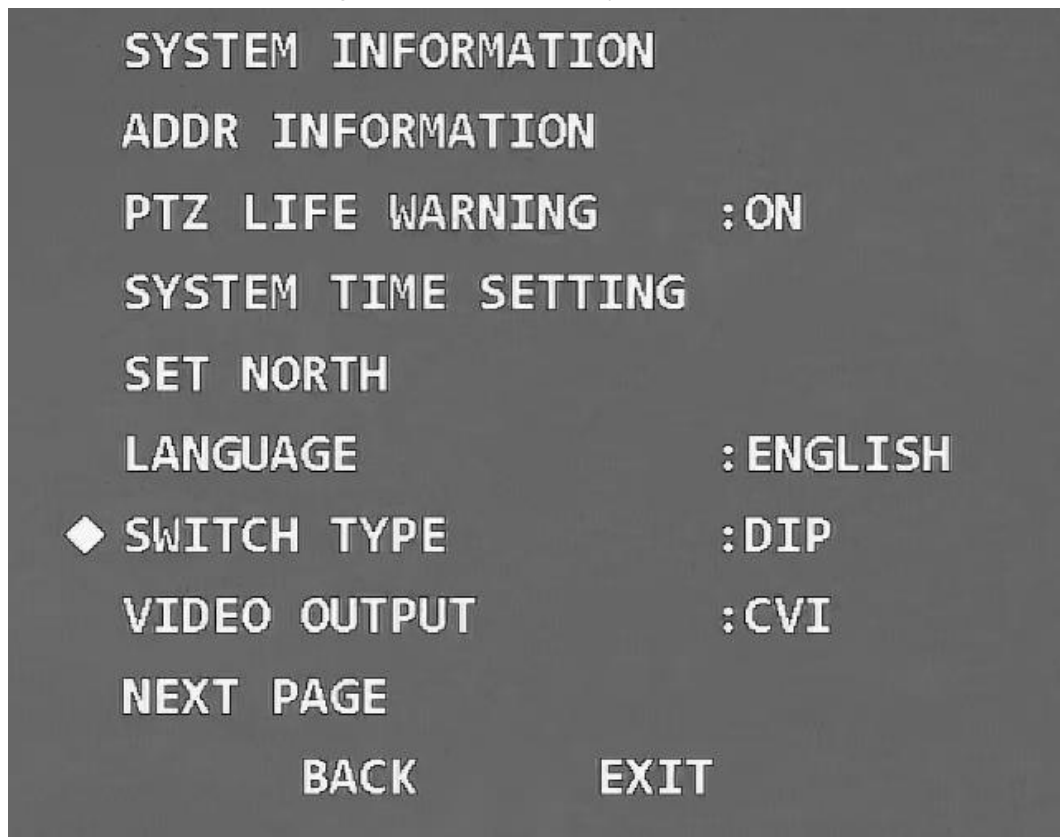 SYSTEM INFORMATION
ADDR INFORMATION
PTZ LIFE WARNING :ON
SYSTEM TIME SETTING
SET NORTH
LANGUAGE :ENGLISH
SWITCH TYPE :DIP
VIDEO OUTPUT :CVI
NEXT PAGE
BACK EXIT